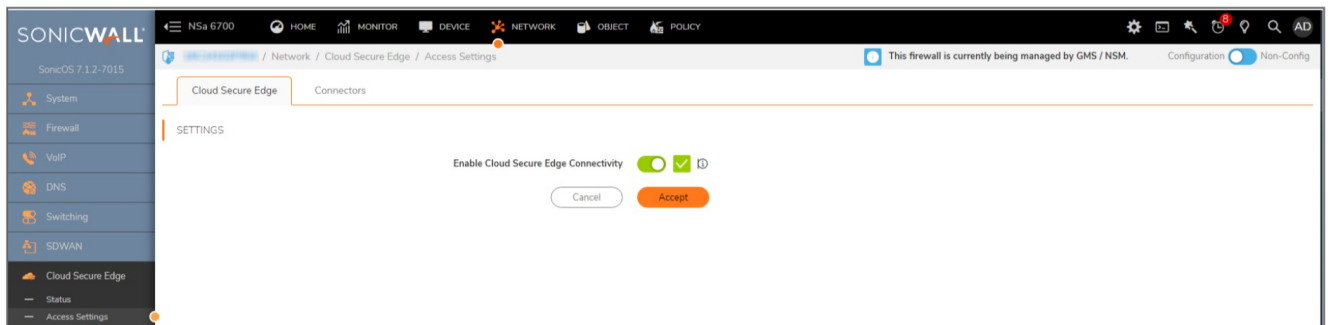 SONICWALL
NSa 6700 HOME MONITOR DEVICE NETWORK OBJECT POLICY 8 AD
SonicOS 7.1.2-7015
/ Network / Cloud Secure Edge / Access Settings This firewall is currently being managed by GMS / NSM. Configuration Non-Config
Cloud Secure Edge Connectors
System
Firewall
VoIP
DNS
Switching
SDWAN
Cloud Secure Edge
Status
Access Settings
SETTINGS
Enable Cloud Secure Edge Connectivity
Cancel Accept